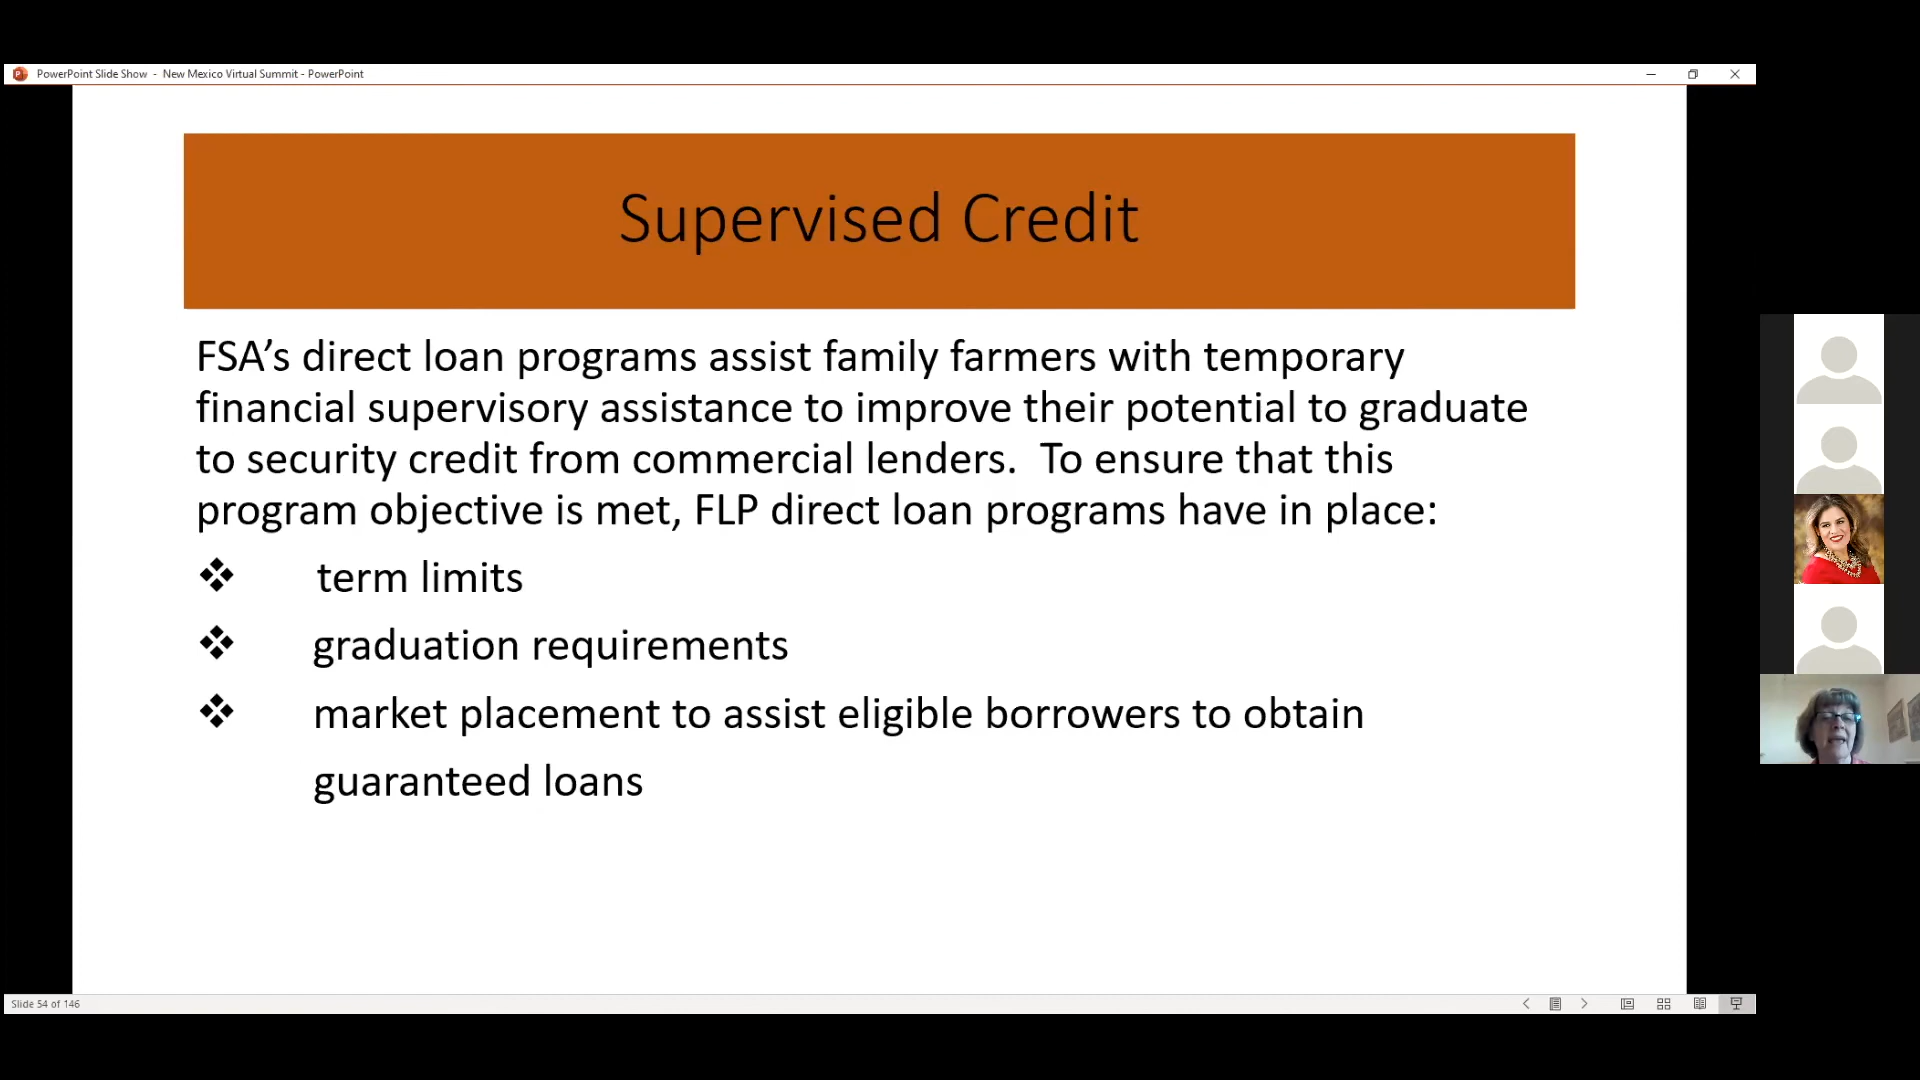 PowerPoint Slide Show - New Mexico Virtual Summit - PowerPoint
Supervised Credit
FSA’s direct loan programs assist family farmers with temporary
financial supervisory assistance to improve their potential to graduate
to security credit from commercial lenders. To ensure that this
program objective is met, FLP direct loan programs have in place:
❖ term limits
❖ graduation requirements
❖ market placement to assist eligible borrowers to obtain
guaranteed loans
Slide 54 of 146